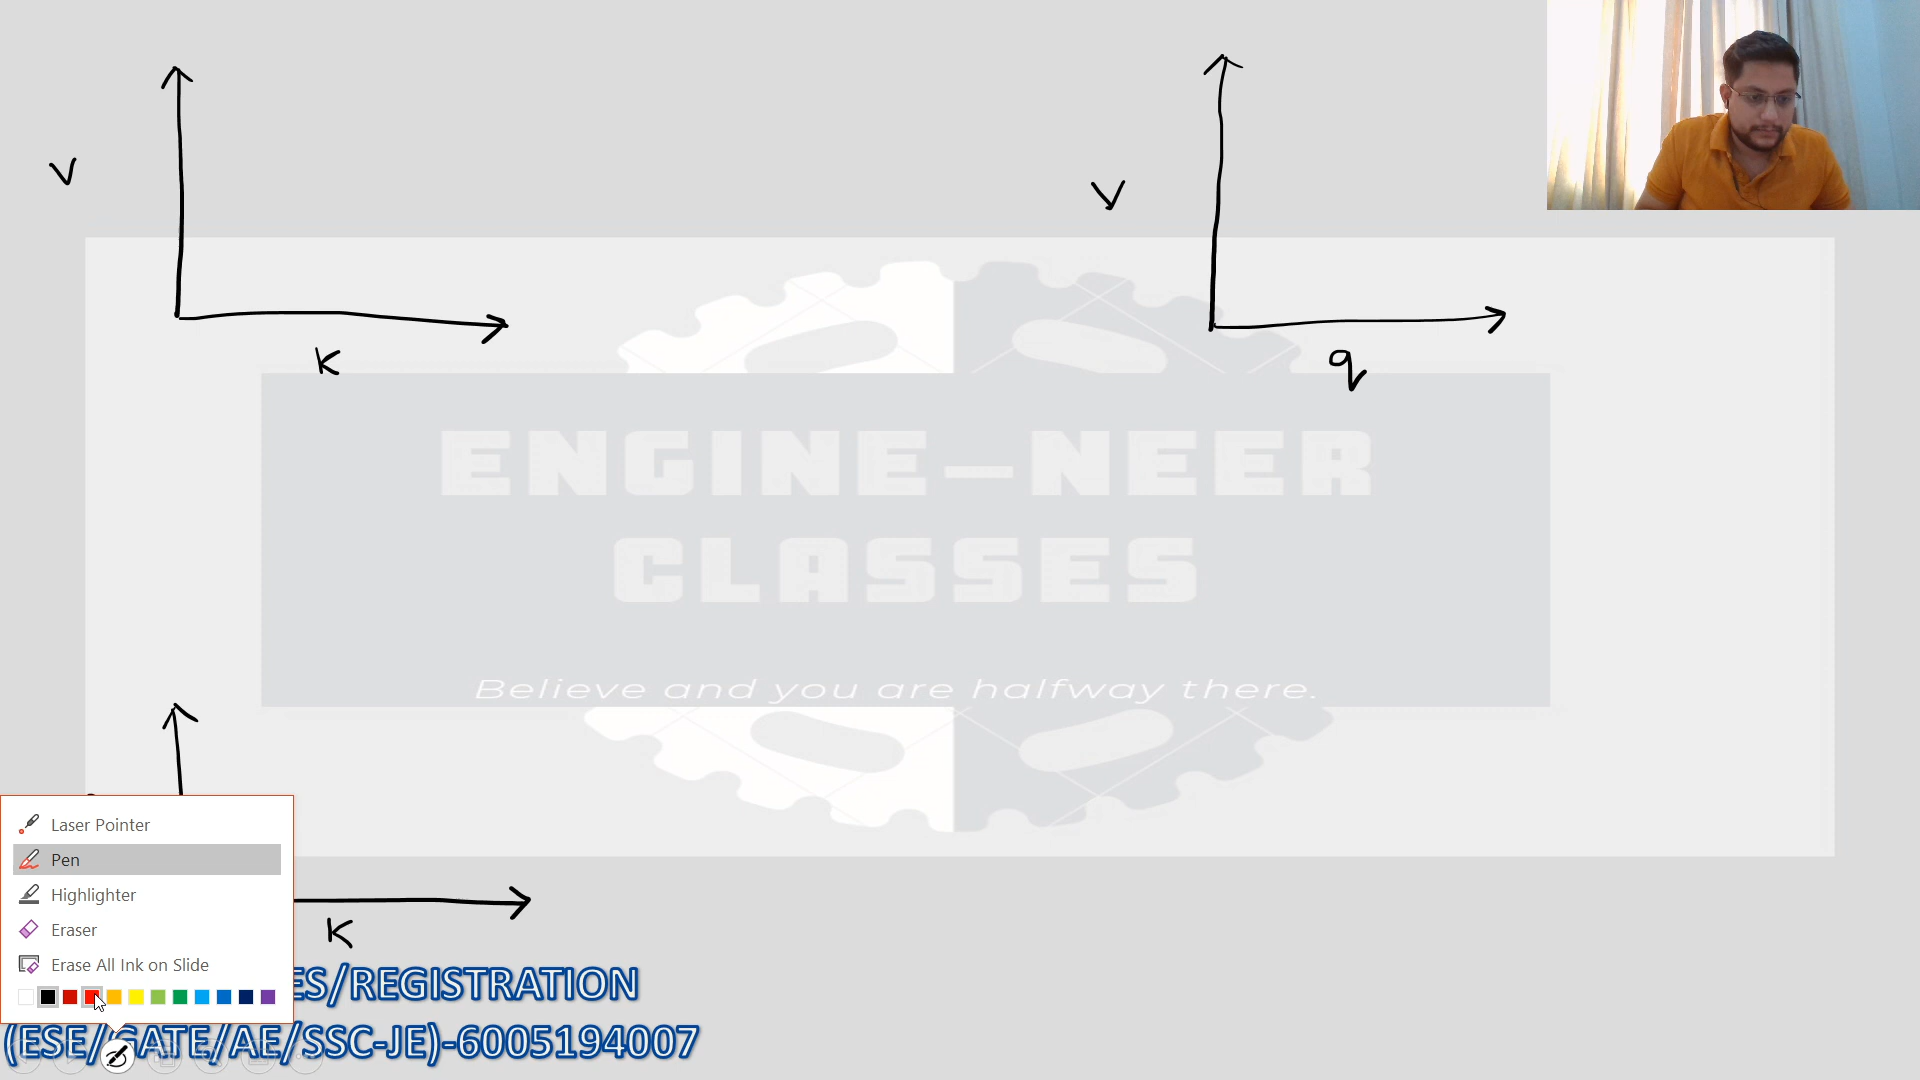 V
V
K
q
ENGINE-NEER
CLASSES
Believe and you are halfway there.
Laser Pointer
Pen
Highlighter
Eraser
Erase All Ink on Slide
K
ES/REGISTRATION
(ESE/GATE/AE/SSC-JE)-6005194007